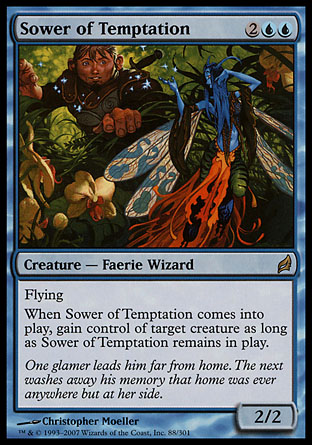 Sower of Temptation 2
Creature — Faerie Wizard
Flying
When Sower of Temptation comes into
play, gain control of target creature as long
as Sower of Temptation remains in play.
One glamer leads him far from home. The next
washes away his memory that home was ever
anywhere but at her side.
Christopher Moeller
™ & © 1993–2007 Wizards of the Coast, Inc. 88/301
2/2